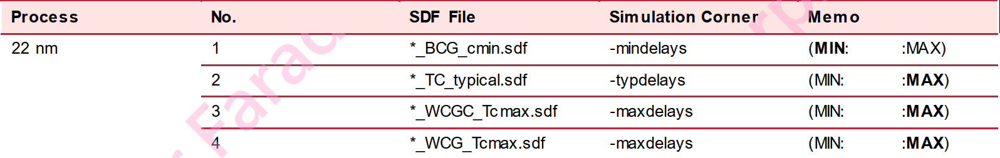 Process No. SDF File Simulation Corner Memo
22 nm 1 *_BCG_cmin.sdf -mindelays (MIN: :MAX)
2 *_TC_typical.sdf -typdelays (MIN: :MAX)
3 *_WCGC_Tcmax.sdf -maxdelays (MIN: :MAX)
4 *_WCG_Tcmax.sdf -maxdelays (MIN: :MAX)